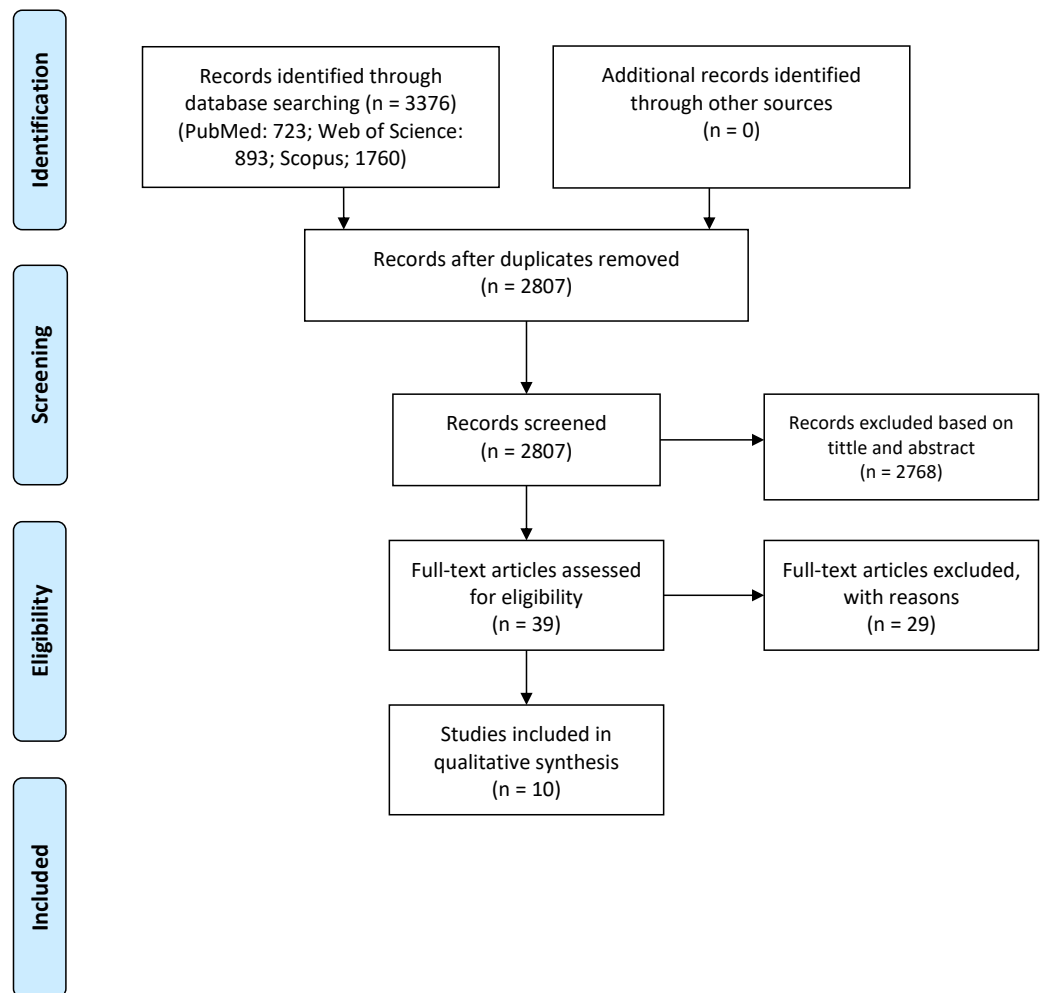 Identification
Records identified through
database searching (n = 3376)
(PubMed: 723; Web of Science:
893; Scopus; 1760)
Additional records identified
through other sources
(n = 0)
Records after duplicates removed
(n = 2807)
Screening
Records screened
(n = 2807)
Records excluded based on
tittle and abstract
(n = 2768)
Eligibility
Full-text articles assessed
for eligibility
(n = 39)
Full-text articles excluded,
with reasons
(n = 29)
Studies included in
qualitative synthesis
(n = 10)
Included